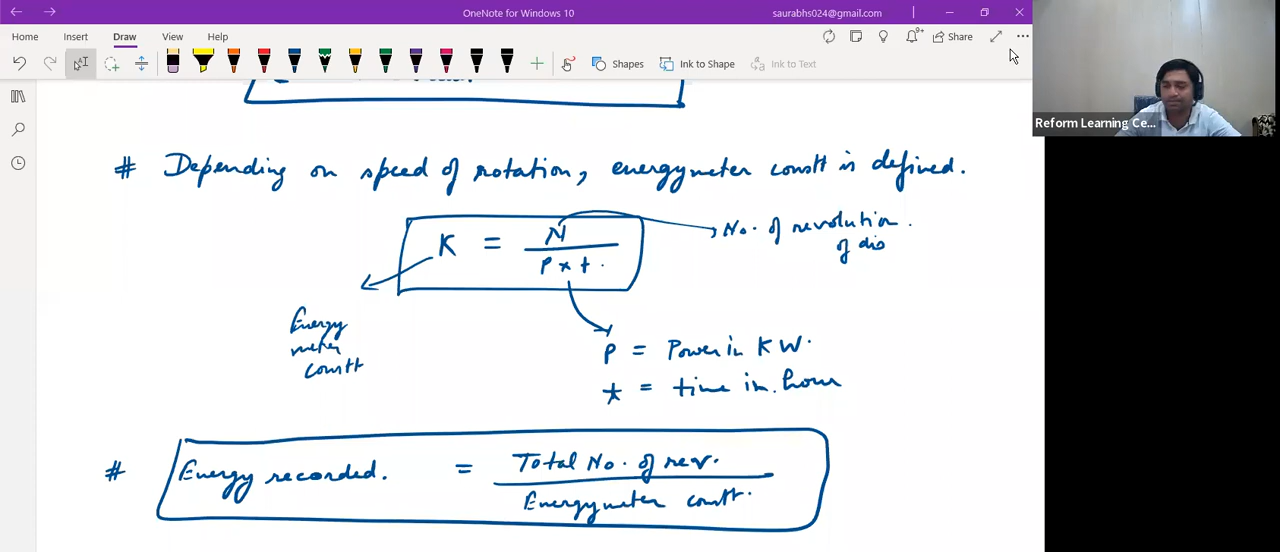 OneNote for Windows 10
saurabhs024@gmail.com
Home Insert Draw View Help
9+ Share
Shapes Ink to Shape Ink to Text
Reform Learning Ce...
# Depending on speed of rotation, energymeter constt is defined.
K = N / P x t.
No. of revolution
of dis
Energy
meter
constt
P = Power in KW.
t = time in hour
# Energy recorded. = Total No. of rev. / Energymeter constt.